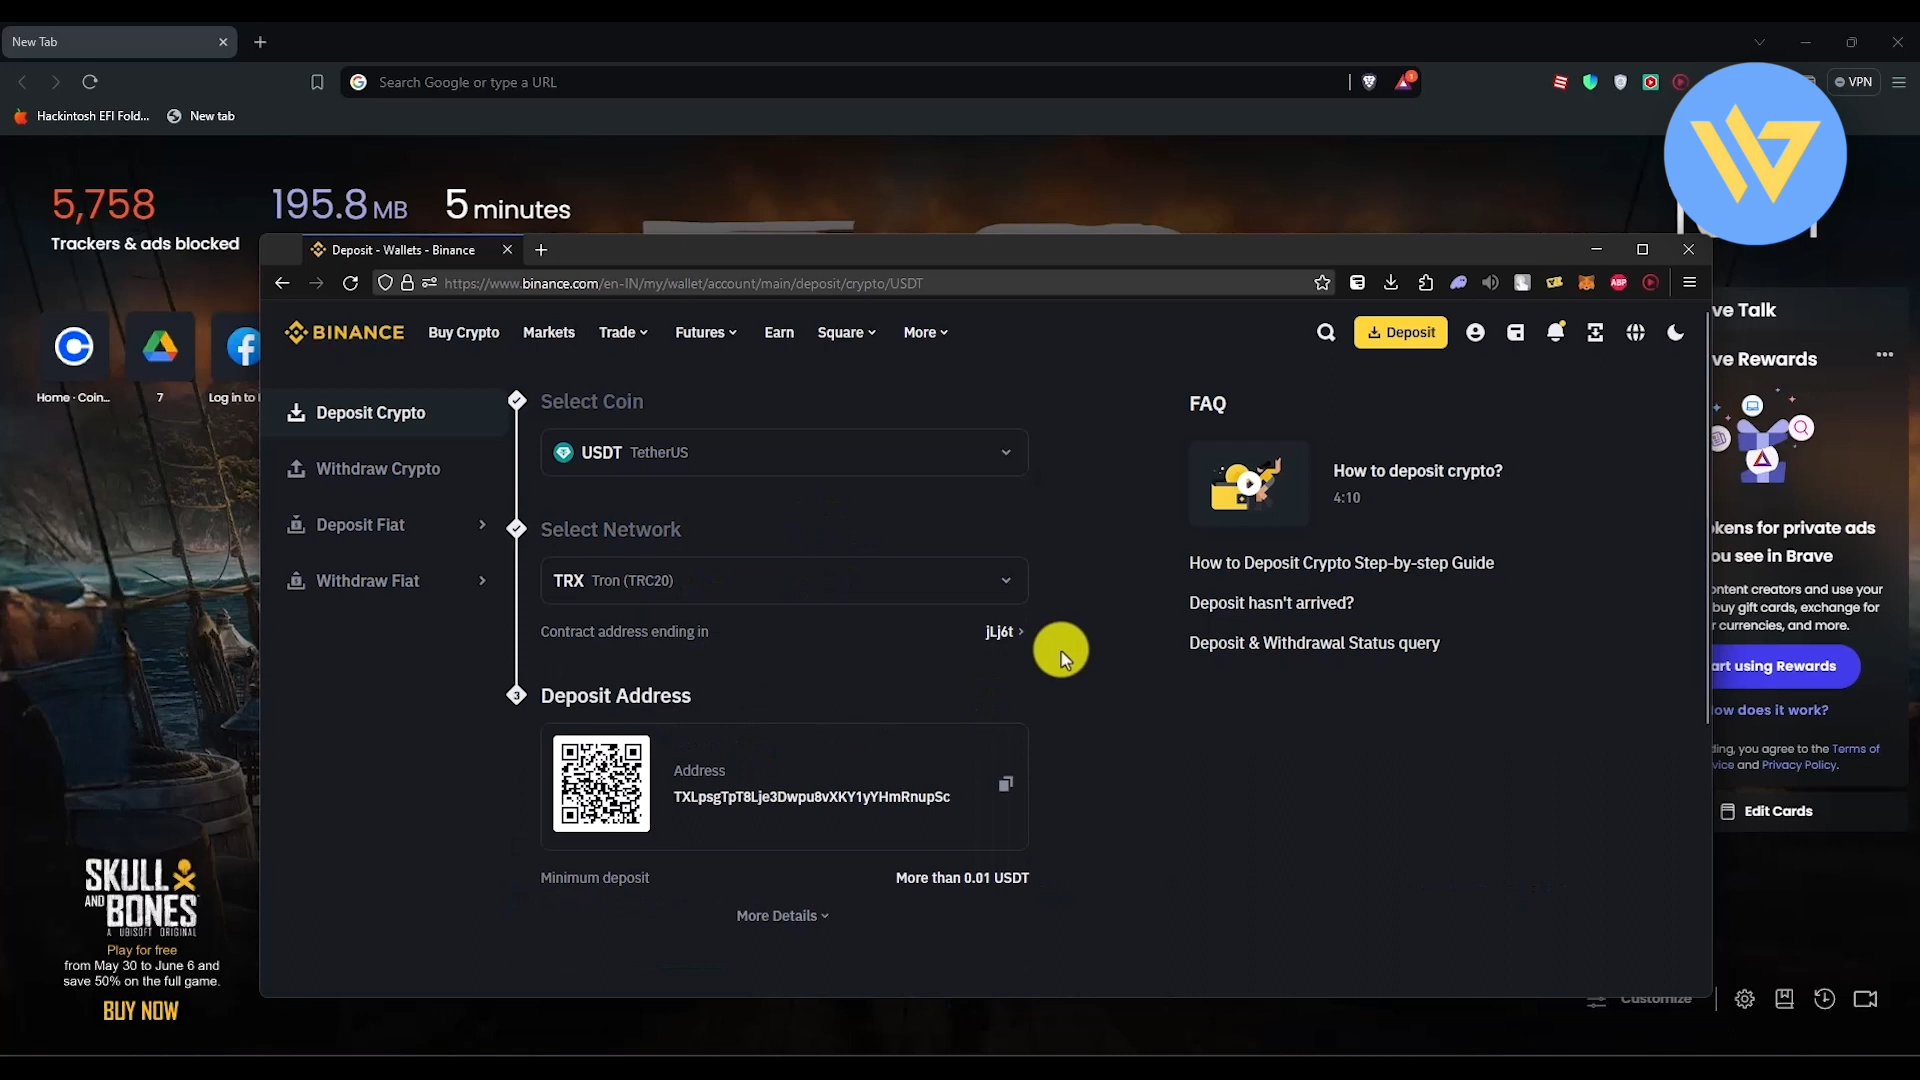 New Tab
Search Google or type a URL
1
VPN
Hackintosh EFI Fold...
New tab
5,758
Trackers & ads blocked
195.8 MB
5 minutes
Home · Coin...
7
Log in to
Deposit - Wallets - Binance
https://www.binance.com/en-IN/my/wallet/account/main/deposit/crypto/USDT
ABP
BINANCE
Buy Crypto
Markets
Trade
Futures
Earn
Square
More
Deposit
Deposit Crypto
Withdraw Crypto
Deposit Fiat
Withdraw Fiat
Select Coin
USDT TetherUS
Select Network
TRX Tron (TRC20)
Contract address ending in
jLj6t
3
Deposit Address
Address
TXLpsgTpT8Lje3Dwpu8vXKY1yYHmRnupSc
Minimum deposit
More than 0.01 USDT
More Details
FAQ
How to deposit crypto?
4:10
How to Deposit Crypto Step-by-step Guide
Deposit hasn't arrived?
Deposit & Withdrawal Status query
ve Talk
ve Rewards
kens for private ads
ou see in Brave
ontent creators and use your
buy gift cards, exchange for
r currencies, and more.
art using Rewards
ow does it work?
ding, you agree to the Terms of
vice and Privacy Policy.
Edit Cards
Customize
SKULL
AND
BONES
A UBISOFT ORIGINAL
Play for free
from May 30 to June 6 and
save 50% on the full game.
BUY NOW